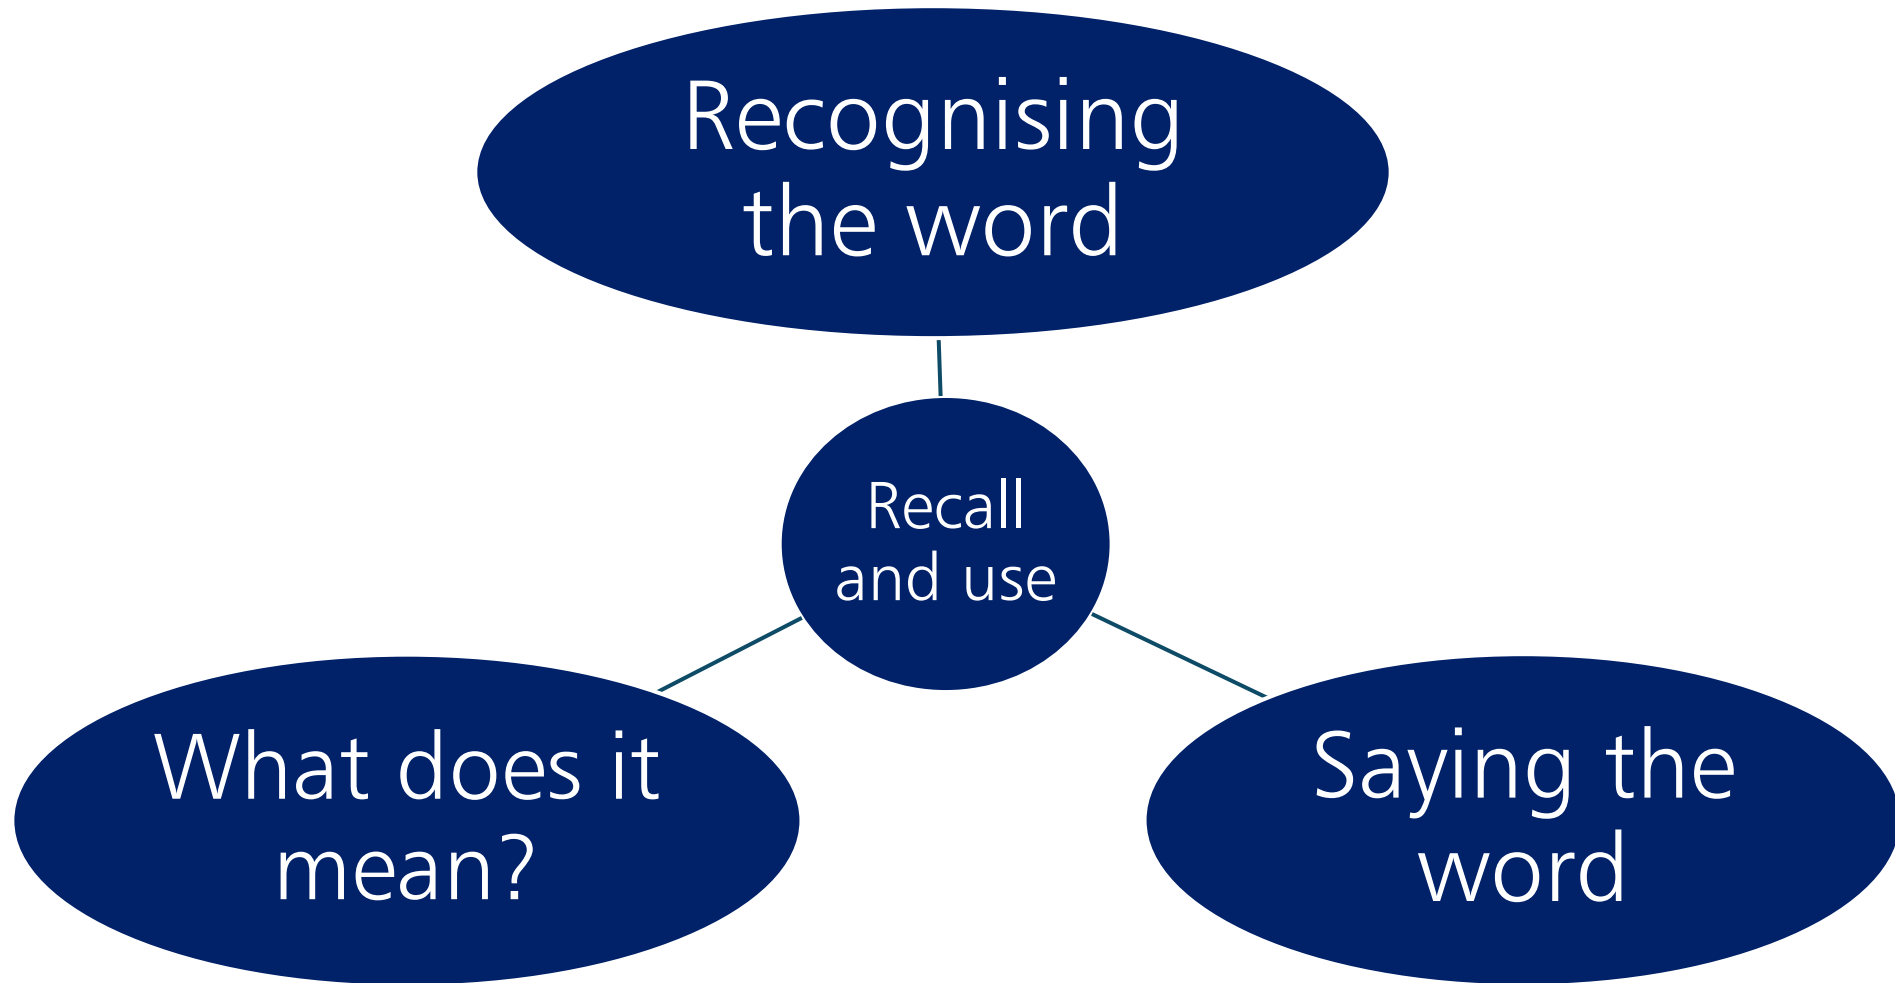 Recognising
the word
Recall
and use
What does it
mean?
Saying the
word